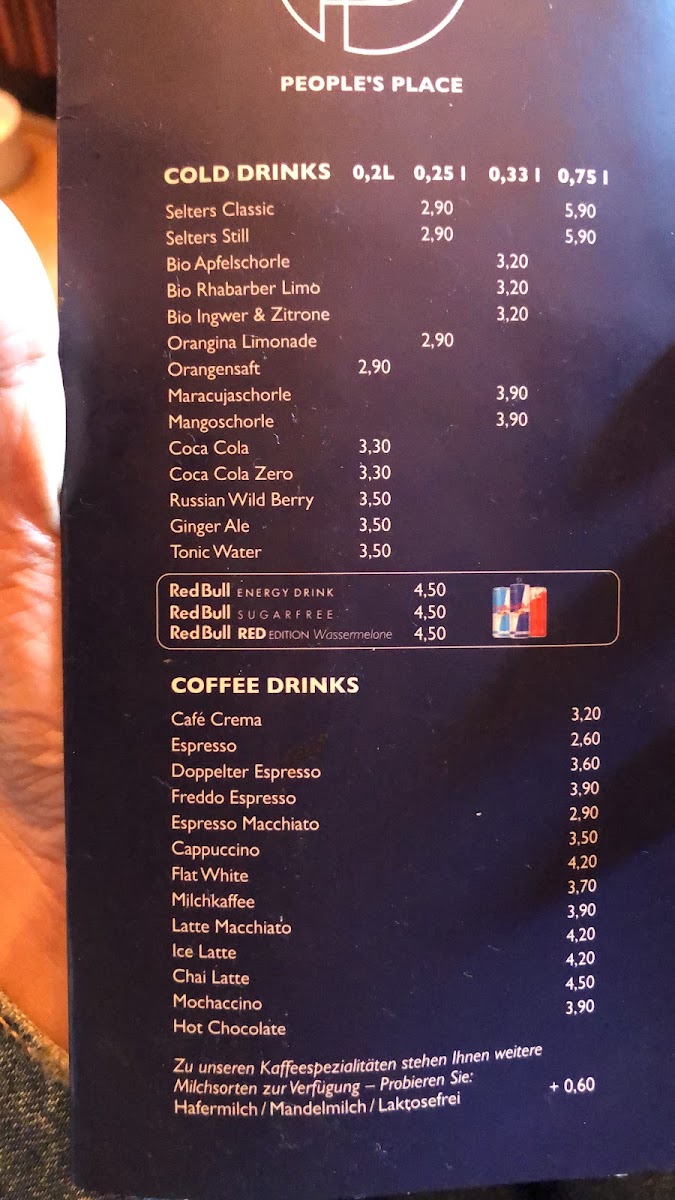 PEOPLE'S PLACE
COLD DRINKS 0,2L 0,25 l 0,33 l 0,75 l
Selters Classic 2,90 5,90
Selters Still 2,90 5,90
Bio Apfelschorle 3,20
Bio Rhabarber Limo 3,20
Bio Ingwer & Zitrone 3,20
Orangina Limonade 2,90
Orangensaft 2,90
Maracujaschorle 3,90
Mangoschorle 3,90
Coca Cola 3,30
Coca Cola Zero 3,30
Russian Wild Berry 3,50
Ginger Ale 3,50
Tonic Water 3,50
Red Bull ENERGY DRINK 4,50
Red Bull SUGARFREE 4,50
Red Bull RED EDITION Wassermelone 4,50
COFFEE DRINKS
Café Crema 3,20
Espresso 2,60
Doppelter Espresso 3,60
Freddo Espresso 3,90
Espresso Macchiato 2,90
Cappuccino 3,50
Flat White 4,20
Milchkaffee 3,70
Latte Macchiato 3,90
Ice Latte 4,20
Chai Latte 4,20
Mochaccino 4,50
Hot Chocolate 3,90
Zu unseren Kaffeespezialitäten stehen Ihnen weitere
Milchsorten zur Verfügung – Probieren Sie:
Hafermilch / Mandelmilch / Laktosefrei + 0,60